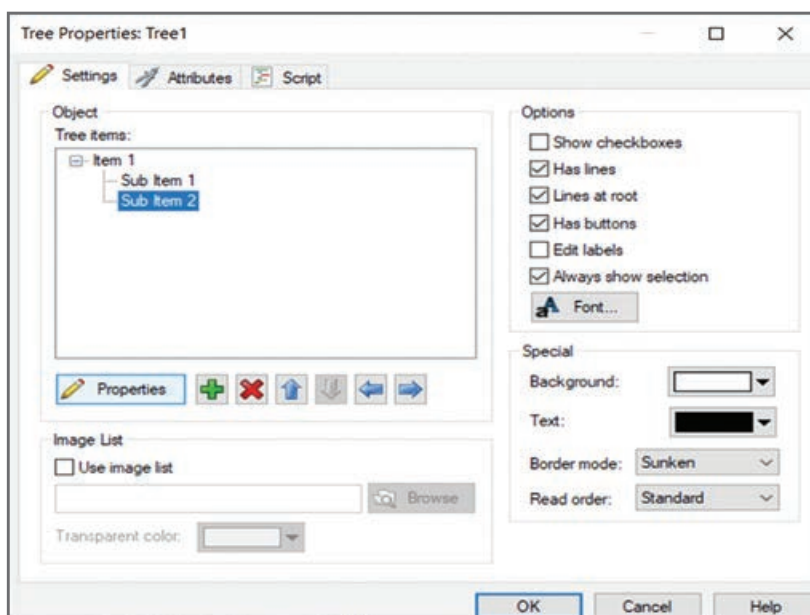 Tree Properties: Tree1
Settings Attributes Script
Object
Tree items:
Item 1
Sub Item 1
Sub Item 2
Properties
Image List
Use image list
Browse
Transparent color:
Options
Show checkboxes
Has lines
Lines at root
Has buttons
Edit labels
Always show selection
aA Font...
Special
Background:
Text:
Border mode: Sunken
Read order: Standard
OK Cancel Help